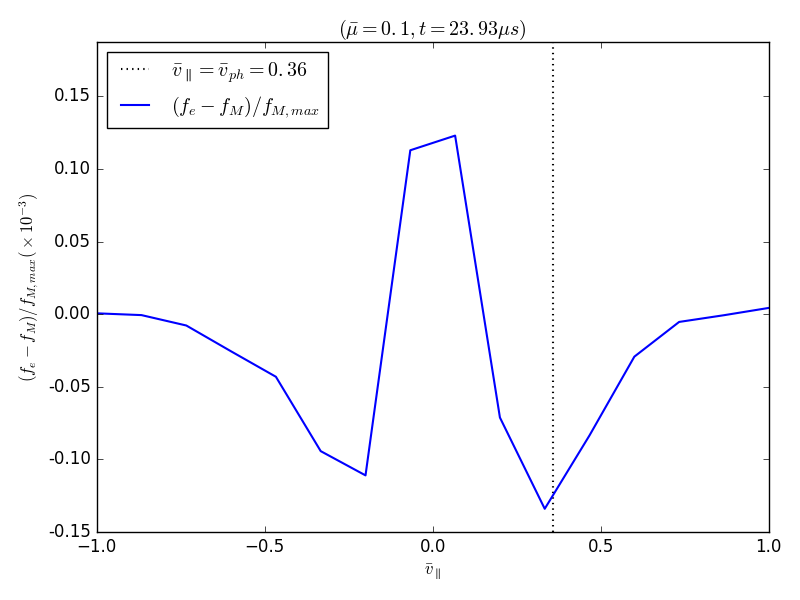 (μ̄ = 0.1, t = 23.93μs)
v̄∥ = v̄ph = 0.36
(fe − fM)/fM,max
0.15
0.10
0.05
0.00
-0.05
-0.10
-0.15
(fe − fM)/fM,max(×10⁻³)
−1.0 −0.5 0.0 0.5 1.0
v̄∥